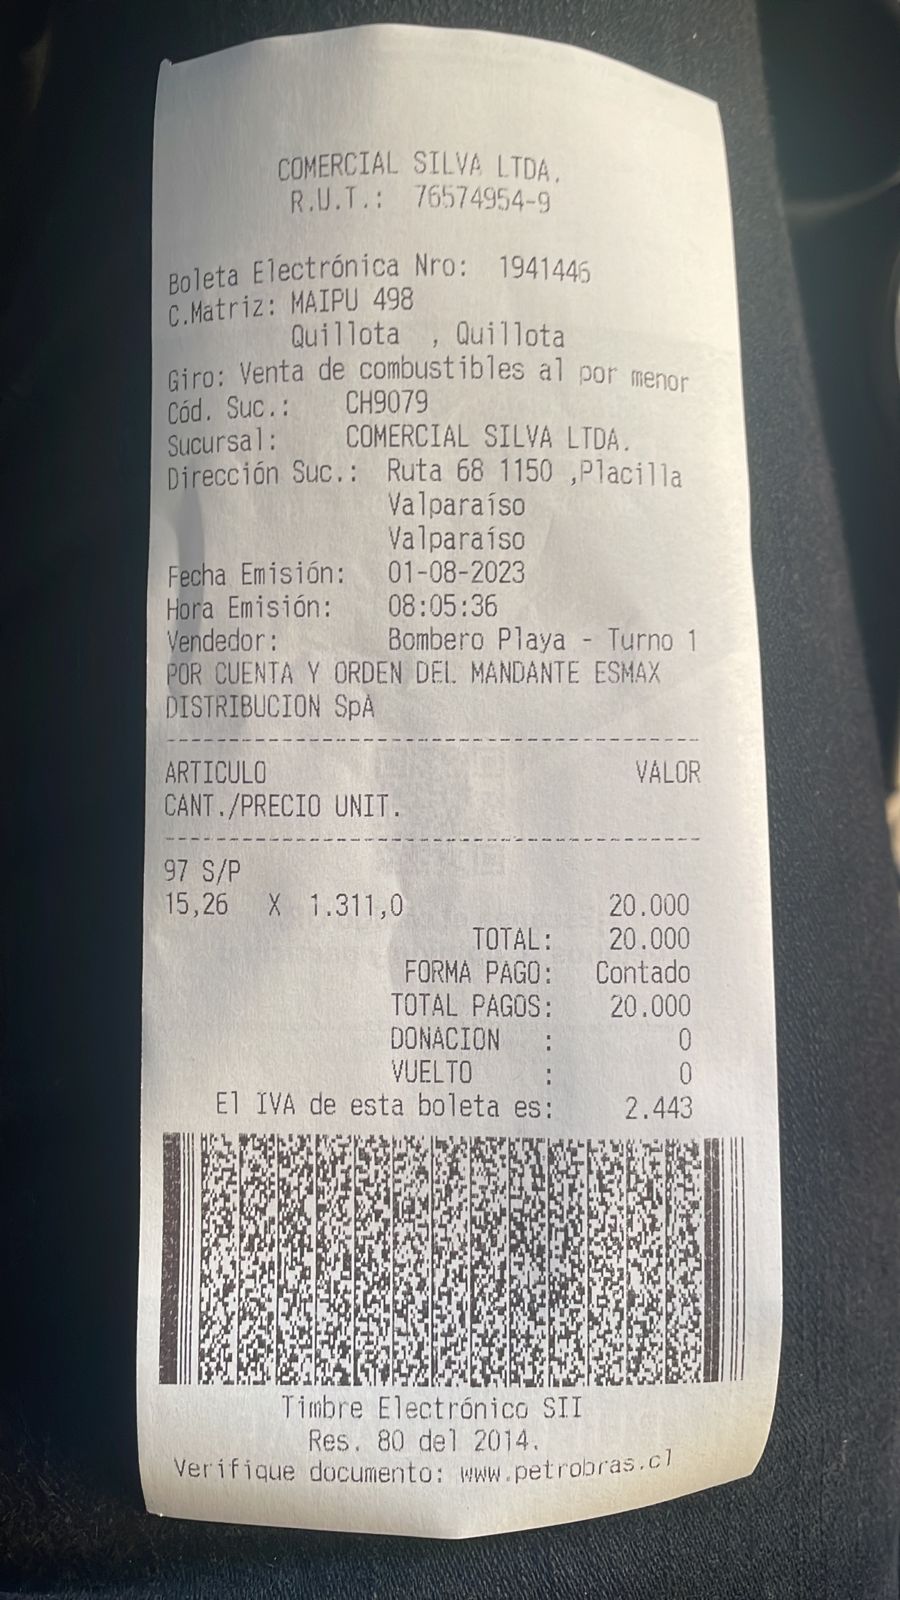 COMERCIAL SILVA LTDA.
R.U.T.: 76574954-9
Boleta Electrónica Nro: 1941446
C.Matriz: MAIPU 498
Quillota , Quillota
Giro: Venta de combustibles al por menor
Cód. Suc.: CH9079
Sucursal: COMERCIAL SILVA LTDA.
Dirección Suc.: Ruta 68 1150 ,Placilla
Valparaíso
Valparaíso
Fecha Emisión: 01-08-2023
Hora Emisión: 08:05:36
Vendedor: Bombero Playa - Turno 1
POR CUENTA Y ORDEN DEL MANDANTE ESMAX
DISTRIBUCION SpA
ARTICULO VALOR
CANT./PRECIO UNIT.
97 S/P
15,26 X 1.311,0 20.000
TOTAL: 20.000
FORMA PAGO: Contado
TOTAL PAGOS: 20.000
DONACION : 0
VUELTO : 0
El IVA de esta boleta es: 2.443
Timbre Electrónico SII
Res. 80 del 2014.
Verifique documento: www.petrobras.cl